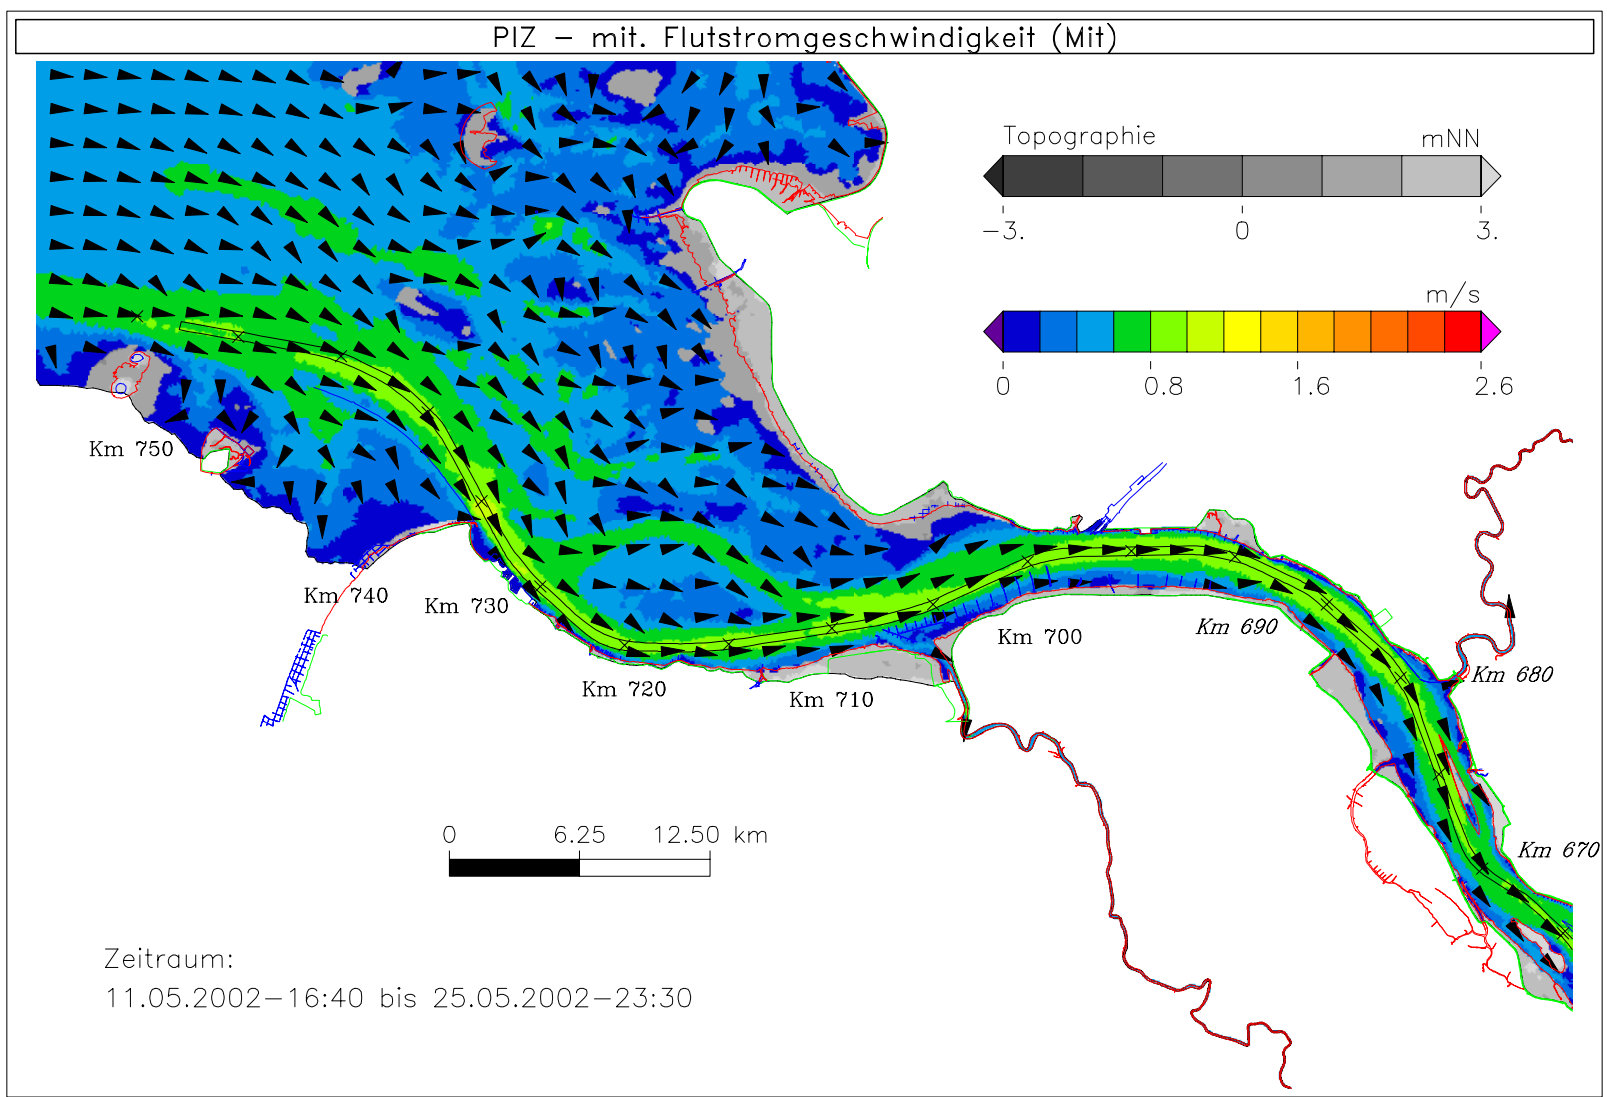 PIZ - mit. Flutstromgeschwindigkeit (Mit)
Topographie mNN
-3. 0 3.
m/s
0 0.8 1.6 2.6
Km 750
Km 740
Km 730
Km 720
Km 710
Km 700
Km 690
Km 680
Km 670
0 6.25 12.50 km
Zeitraum:
11.05.2002-16:40 bis 25.05.2002-23:30